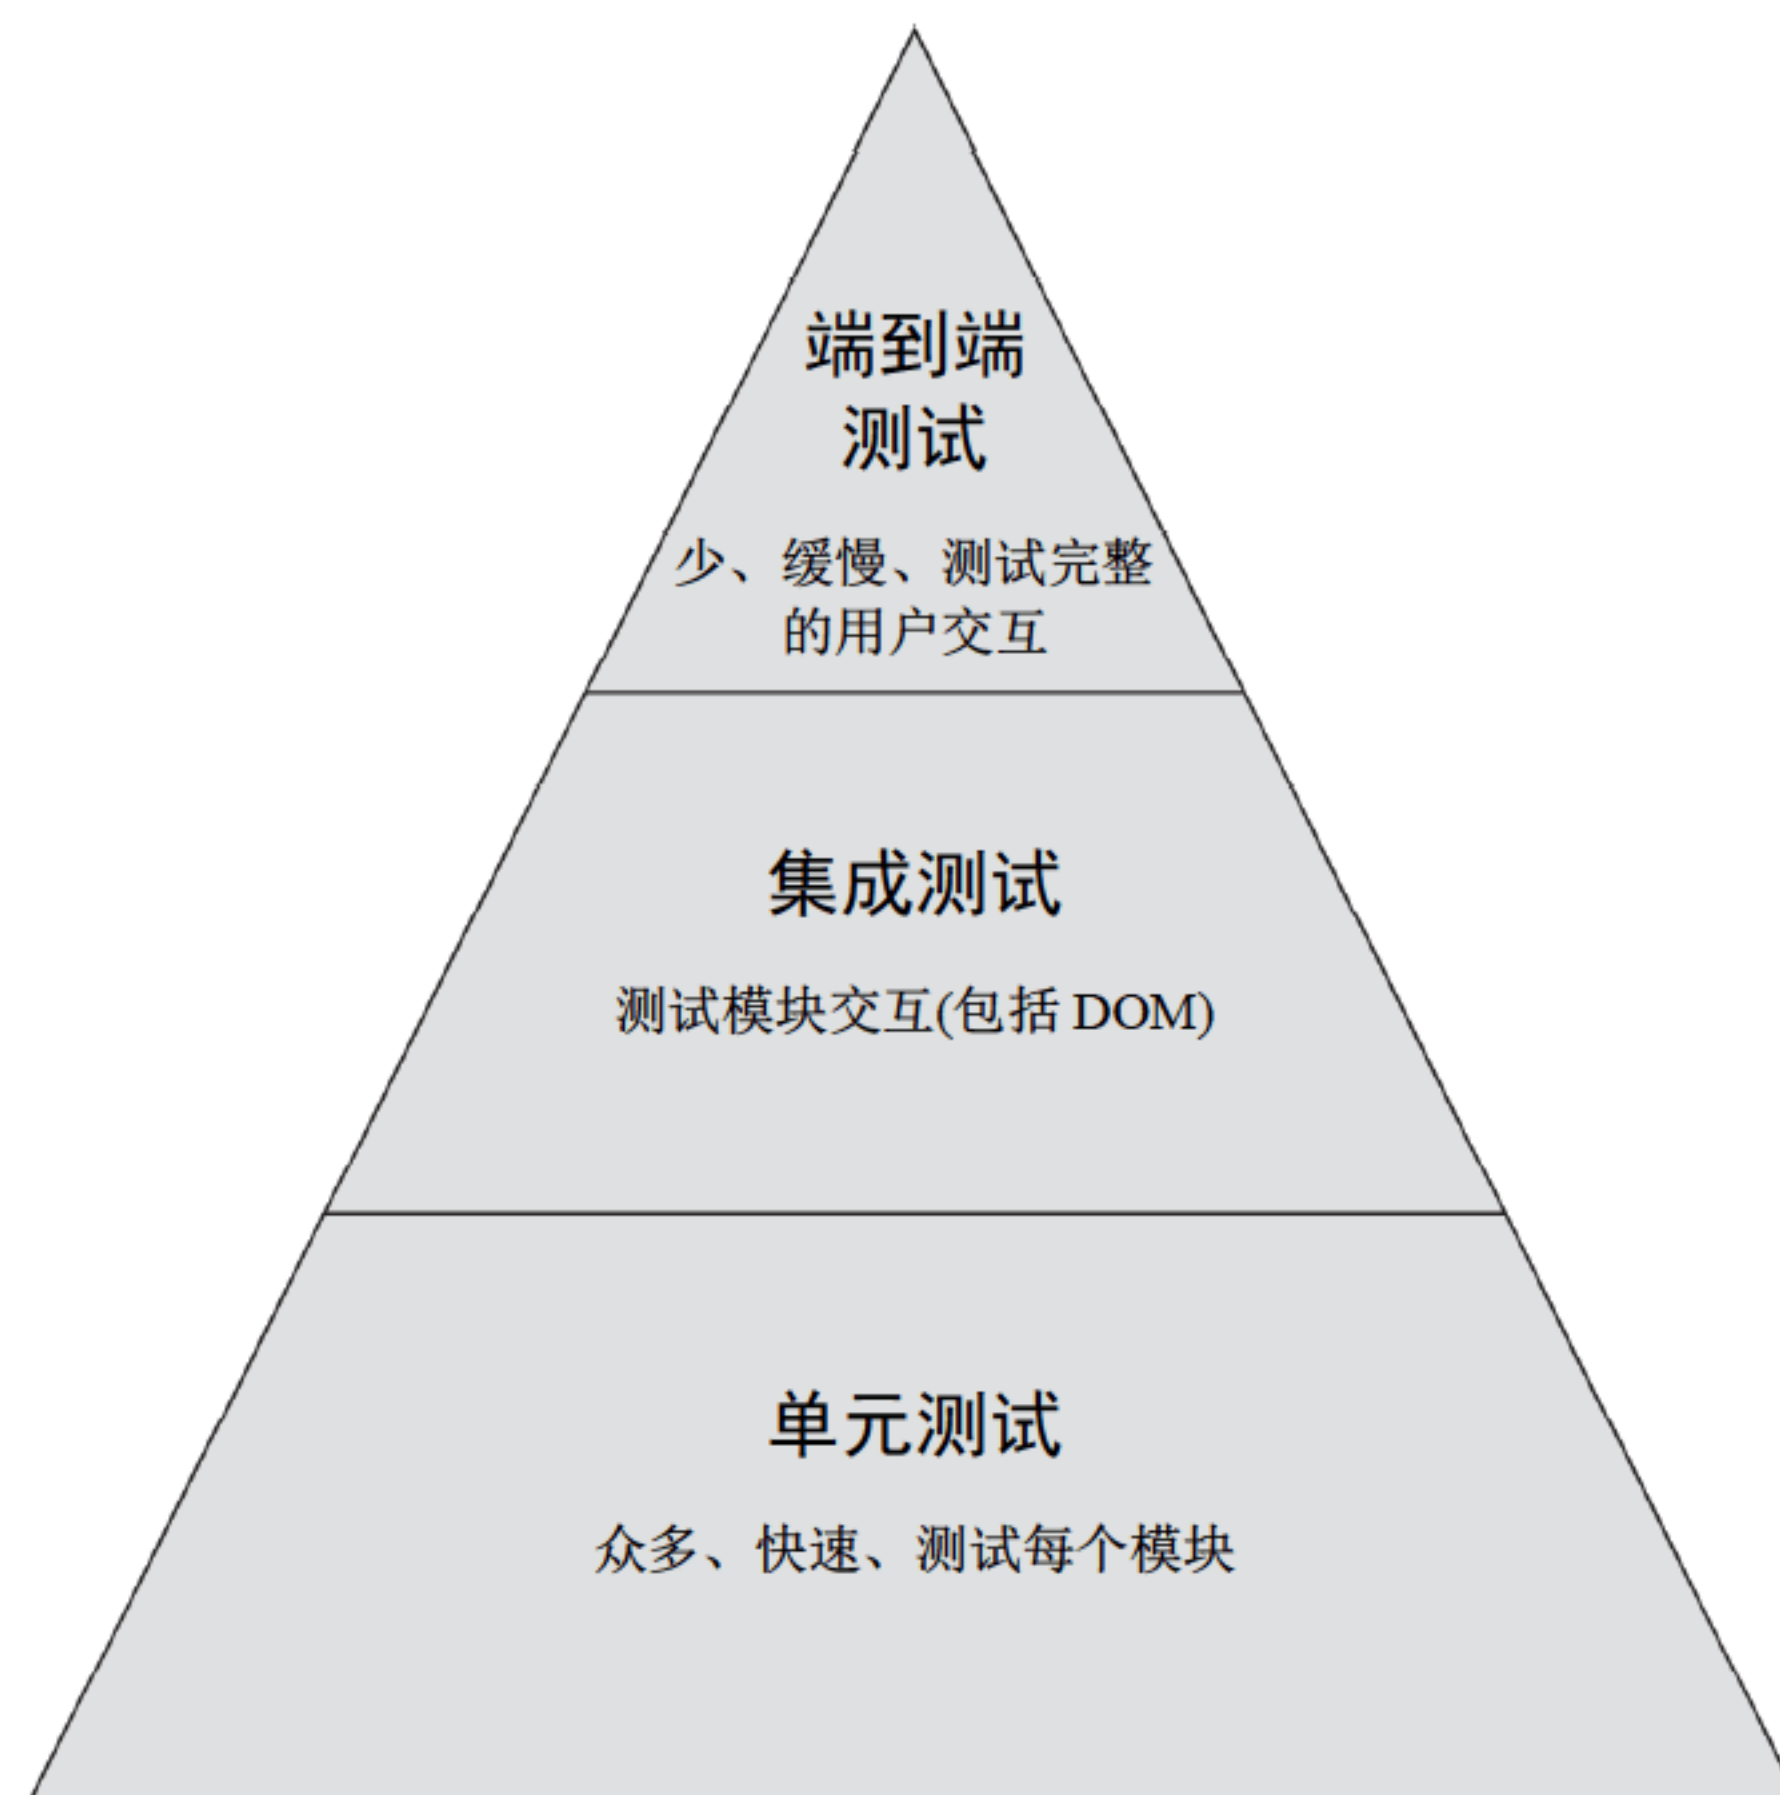 端到端
测试
少、缓慢、测试完整
的用户交互
集成测试
测试模块交互(包括 DOM)
单元测试
众多、快速、测试每个模块